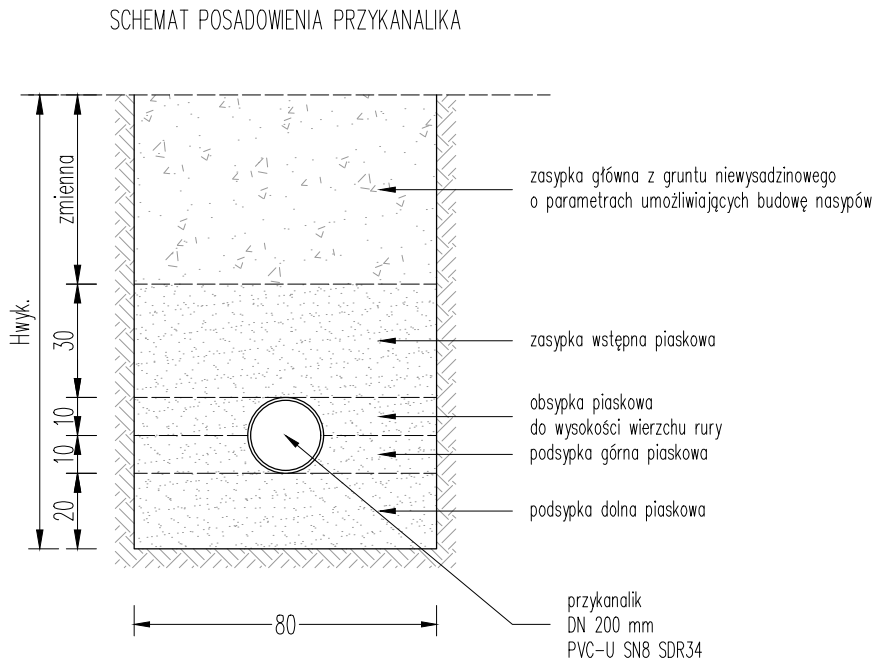 SCHEMAT POSADOWIENIA PRZYKANALIKA
zmienna
Hwyk.
30
10
10
20
80
zasypka główna z gruntu niewysadzinowego
o parametrach umożliwiających budowę nasypów
zasypka wstępna piaskowa
obsypka piaskowa
do wysokości wierzchu rury
podsypka górna piaskowa
podsypka dolna piaskowa
przykanalik
DN 200 mm
PVC-U SN8 SDR34